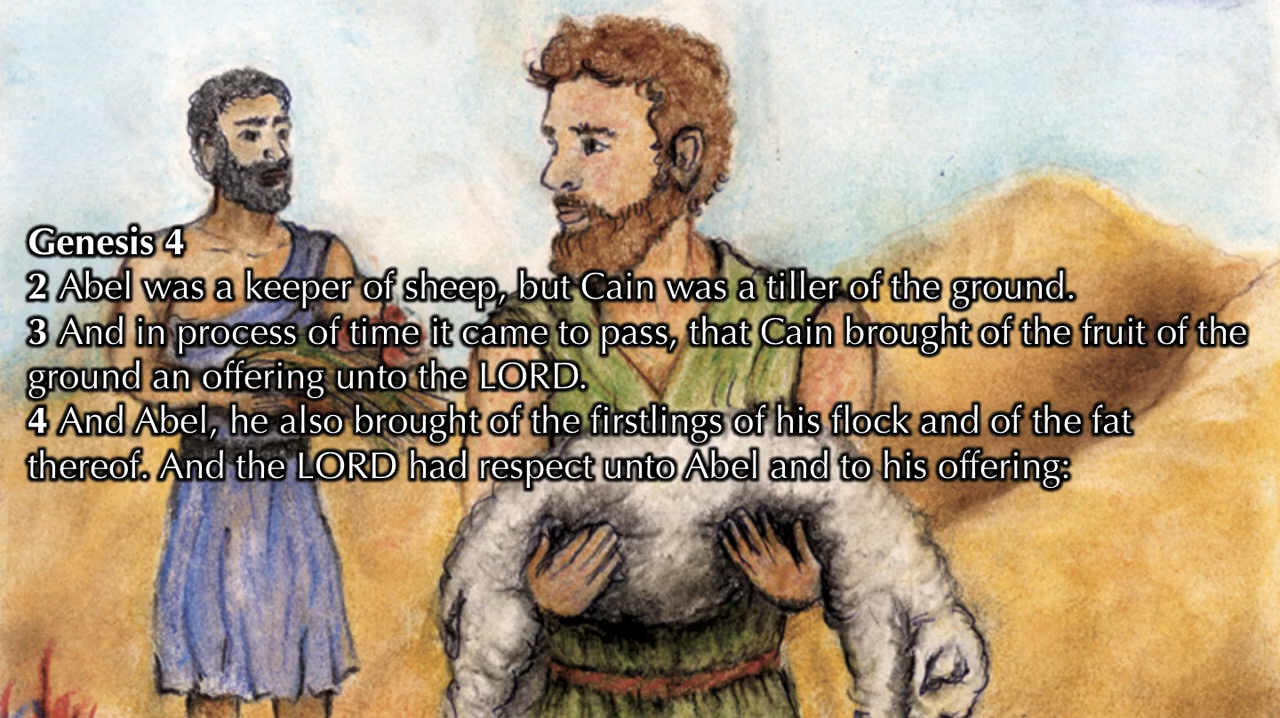 Genesis 4
2 Abel was a keeper of sheep, but Cain was a tiller of the ground.
3 And in process of time it came to pass, that Cain brought of the fruit of the
ground an offering unto the LORD.
4 And Abel, he also brought of the firstlings of his flock and of the fat
thereof. And the LORD had respect unto Abel and to his offering: